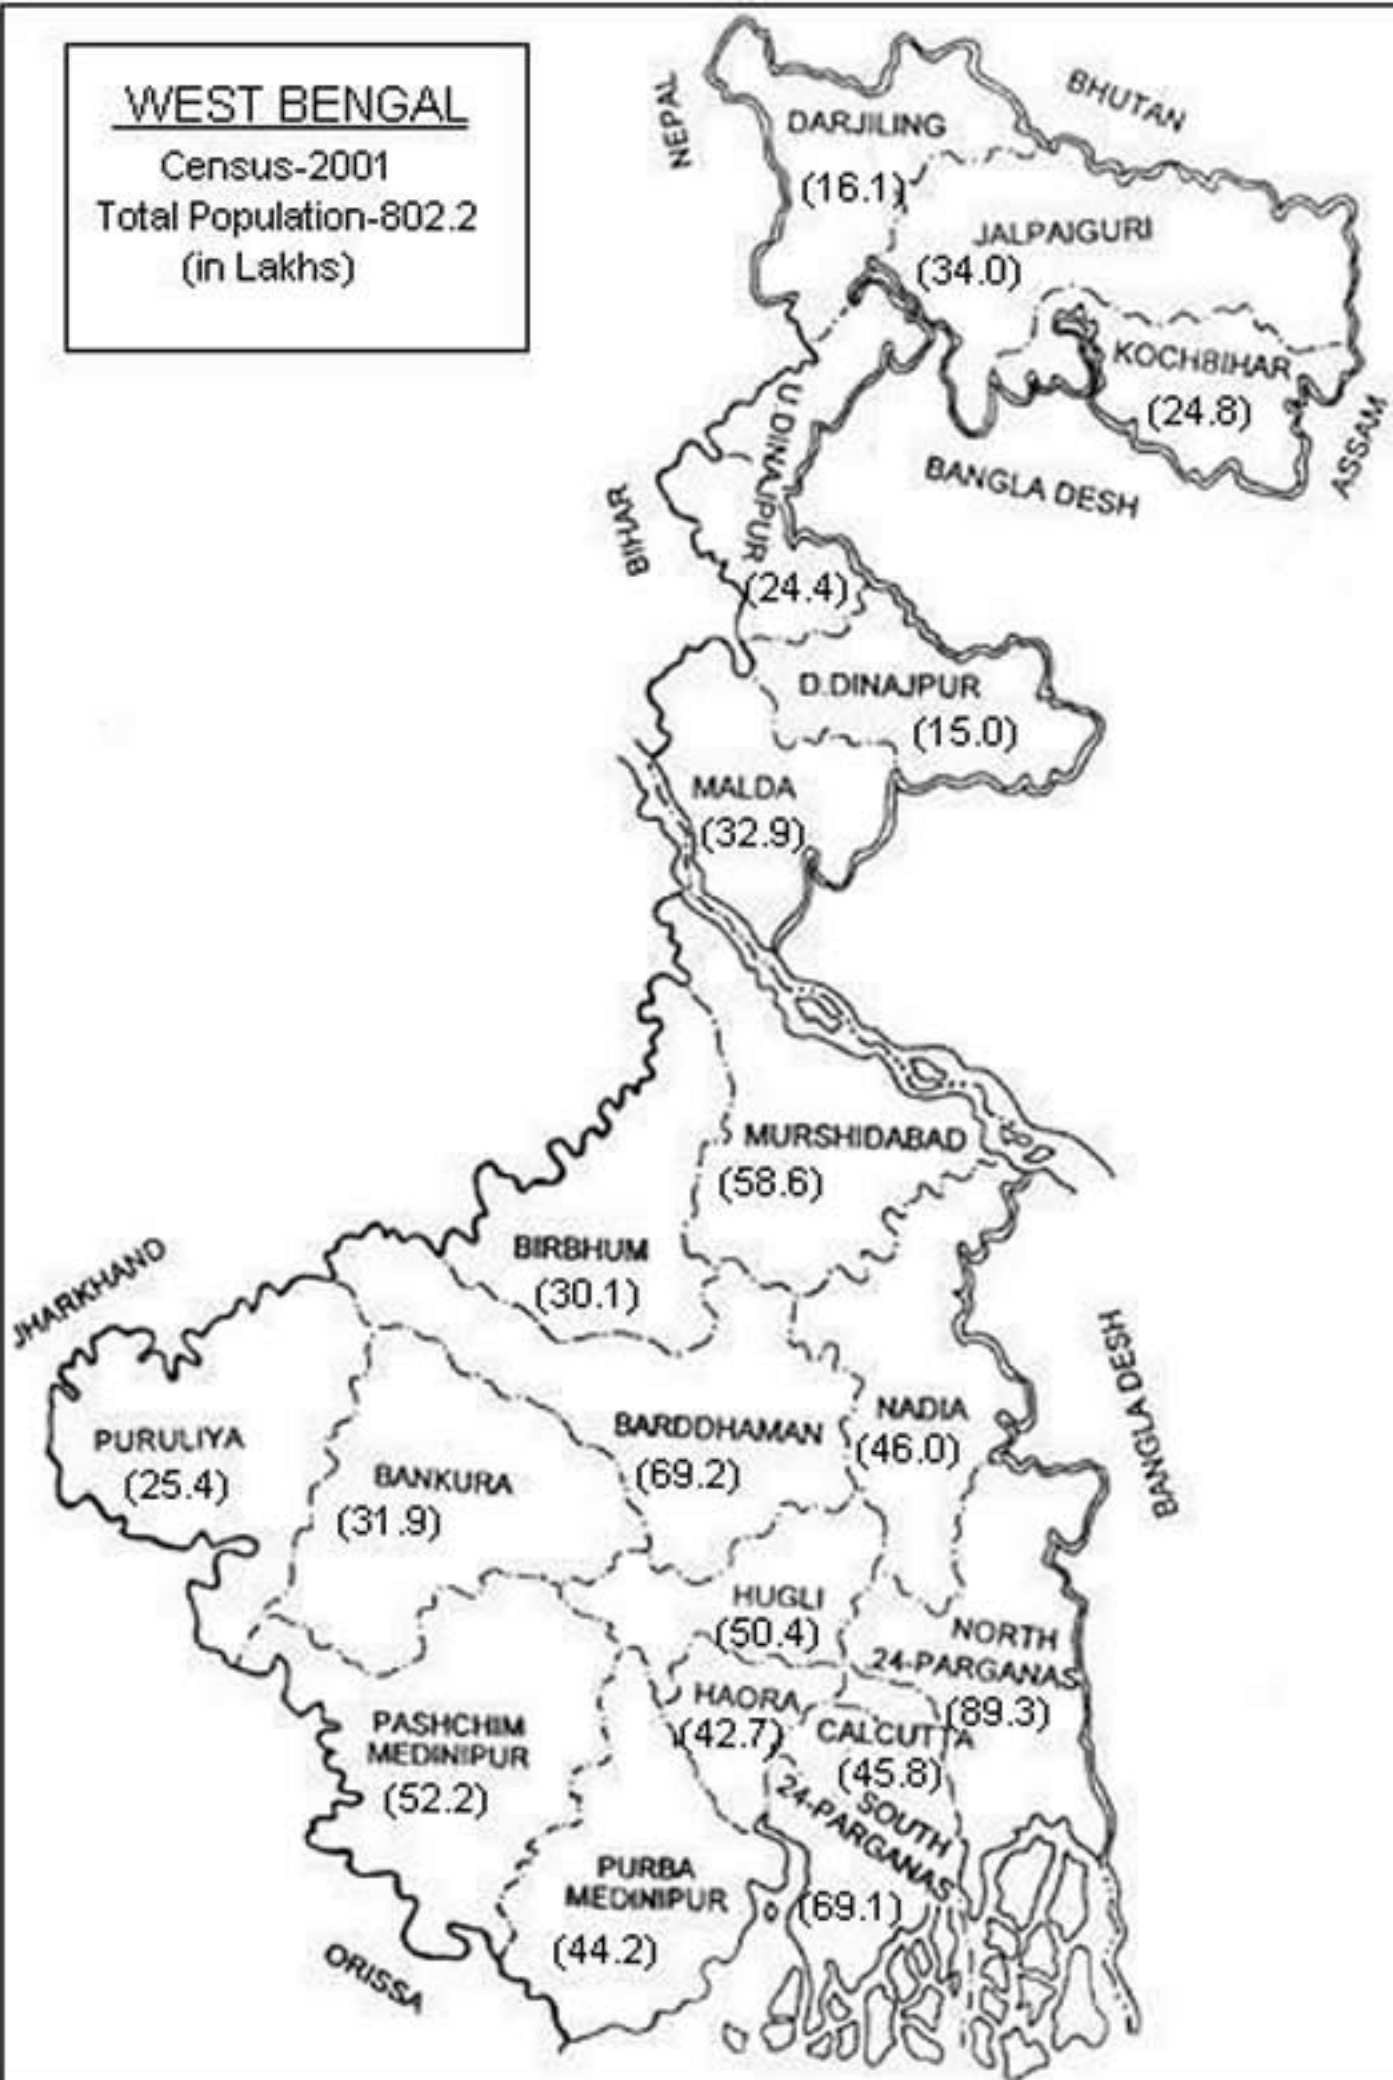 WEST BENGAL
Census-2001
Total Population-802.2
(in Lakhs)
NEPAL
BHUTAN
DARJILING
(16.1)
JALPAIGURI
(34.0)
KOCHBIHAR
(24.8)
ASSAM
BANGLA DESH
U.DINAJPUR
(24.4)
BIHAR
D.DINAJPUR
(15.0)
MALDA
(32.9)
MURSHIDABAD
(58.6)
BIRBHUM
(30.1)
JHARKHAND
BANGLA DESH
PURULIYA
(25.4)
BANKURA
(31.9)
BARDDHAMAN
(69.2)
NADIA
(46.0)
HUGLI
(50.4)
NORTH
24-PARGANAS
(89.3)
HAORA
(42.7)
CALCUTTA
(45.8)
SOUTH
24-PARGANAS
(69.1)
PASHCHIM
MEDINIPUR
(52.2)
PURBA
MEDINIPUR
(44.2)
ORISSA